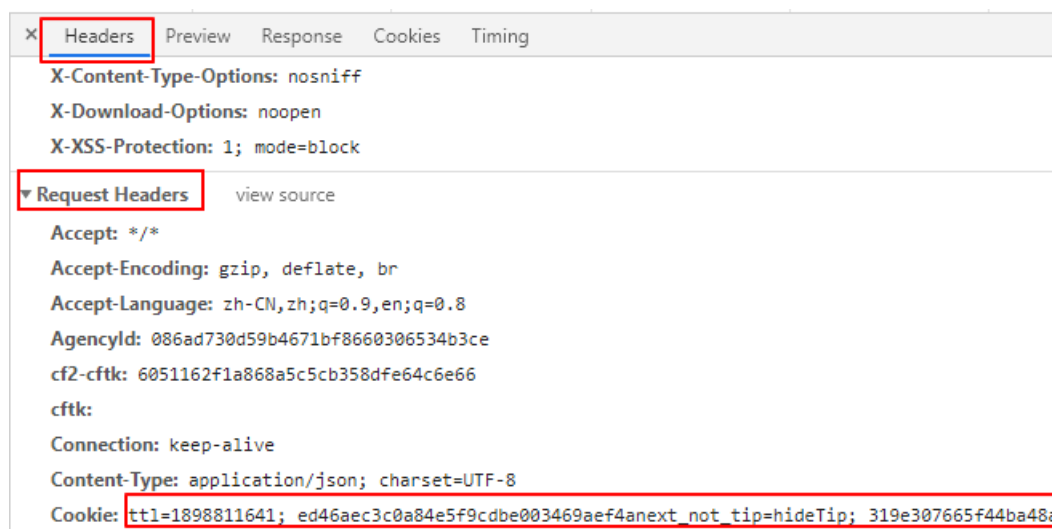 × Headers Preview Response Cookies Timing
X-Content-Type-Options: nosniff
X-Download-Options: noopen
X-XSS-Protection: 1; mode=block
▼ Request Headers view source
Accept: */*
Accept-Encoding: gzip, deflate, br
Accept-Language: zh-CN,zh;q=0.9,en;q=0.8
AgencyId: 086ad730d59b4671bf8660306534b3ce
cf2-cftk: 6051162f1a868a5c5cb358dfe64c6e66
cftk:
Connection: keep-alive
Content-Type: application/json; charset=UTF-8
Cookie: ttl=1898811641; ed46aec3c0a84e5f9cdbe003469aef4anext_not_tip=hideTip; 319e307665f44ba48a